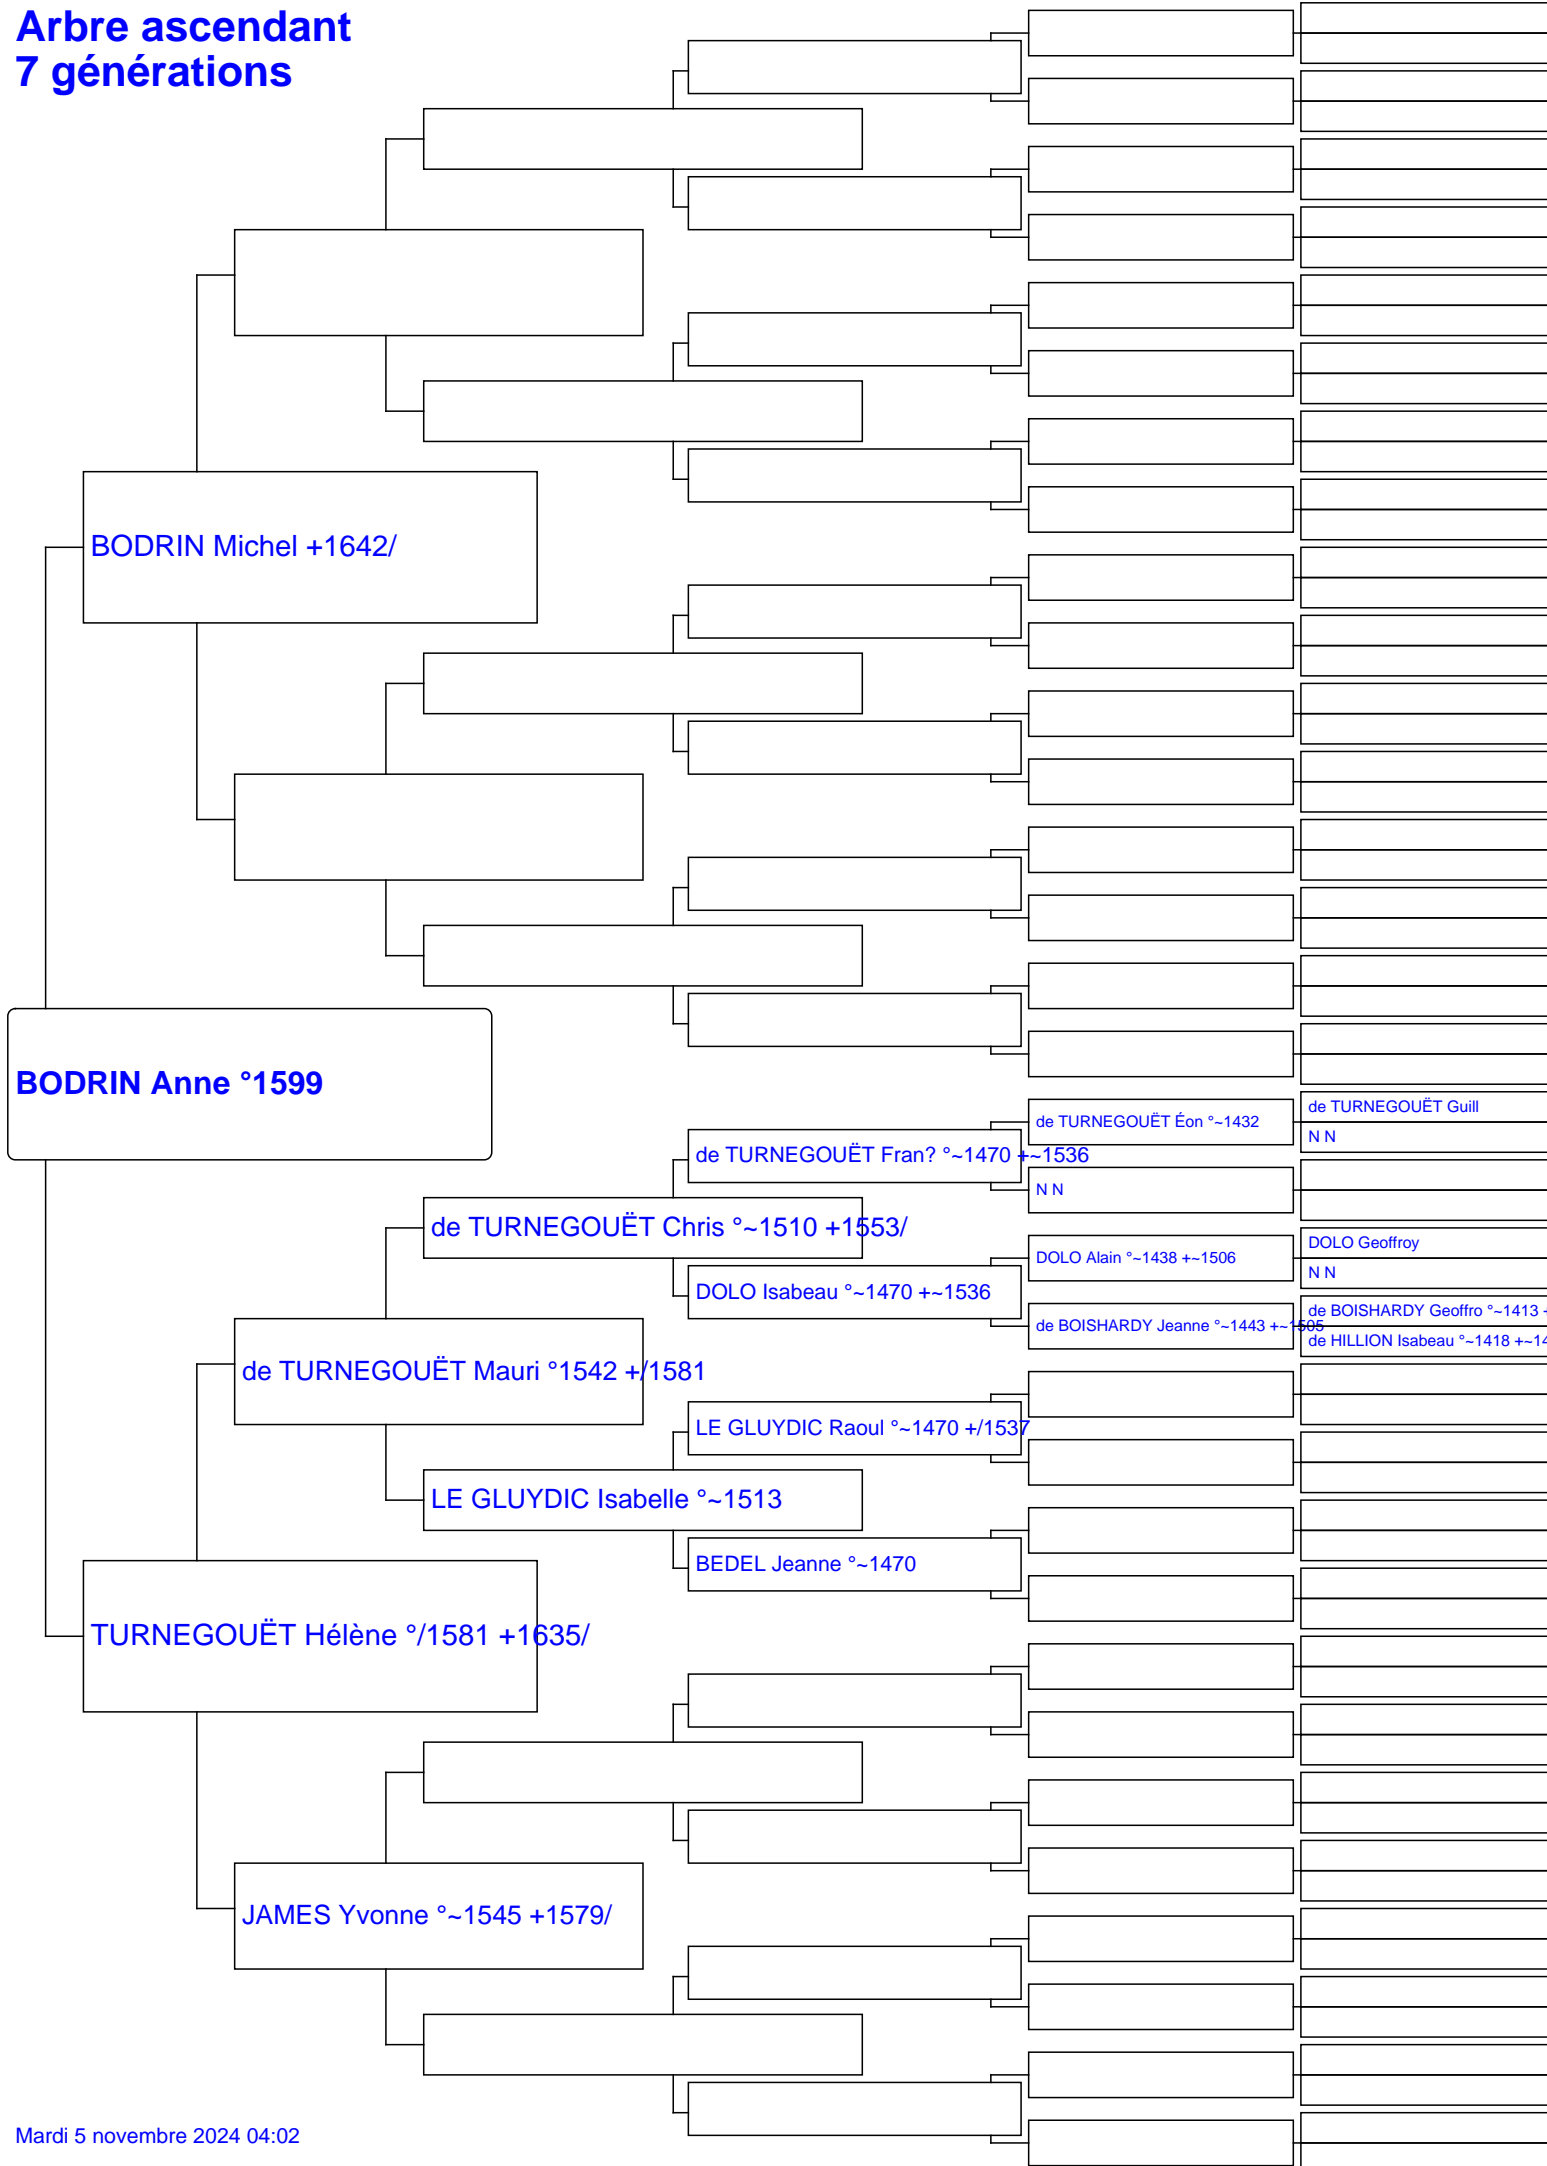 Arbre ascendant
7 générations
BODRIN Michel +1642/
BODRIN Anne °1599
de TURNEGOUËT Guill
de TURNEGOUËT Éon °~1432
N N
de TURNEGOUËT Fran? °~1470 +~1536
N N
de TURNEGOUËT Chris °~1510 +1553/
DOLO Geoffroy
DOLO Alain °~1438 +~1506
N N
DOLO Isabeau °~1470 +~1536
de BOISHARDY Geoffro °~1413 +
de BOISHARDY Jeanne °~1443 +~1505
de HILLION Isabeau °~1418 +~14
de TURNEGOUËT Mauri °1542 +/1581
LE GLUYDIC Raoul °~1470 +/1537
LE GLUYDIC Isabelle °~1513
BEDEL Jeanne °~1470
TURNEGOUËT Hélène °/1581 +1635/
JAMES Yvonne °~1545 +1579/
Mardi 5 novembre 2024 04:02